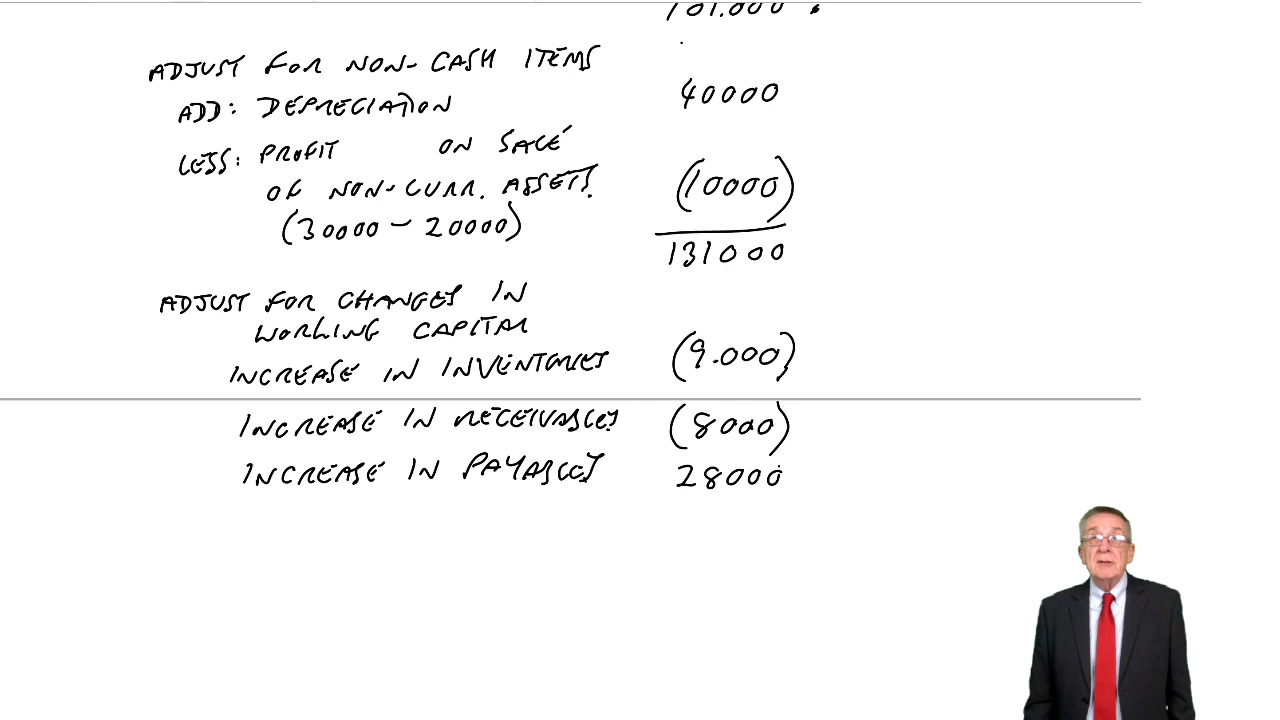 101.000
ADJUST FOR NON-CASH ITEMS
ADD: DEPRECIATION 40000
LESS: PROFIT ON SALE
OF NON-CURR. ASSETS. (10000)
(30000 - 20000)
131000
ADJUST FOR CHANGES IN
WORKING CAPITAL
INCREASE IN INVENTORIES (9.000)
INCREASE IN RECEIVABLES (8000)
INCREASE IN PAYABLES 28000